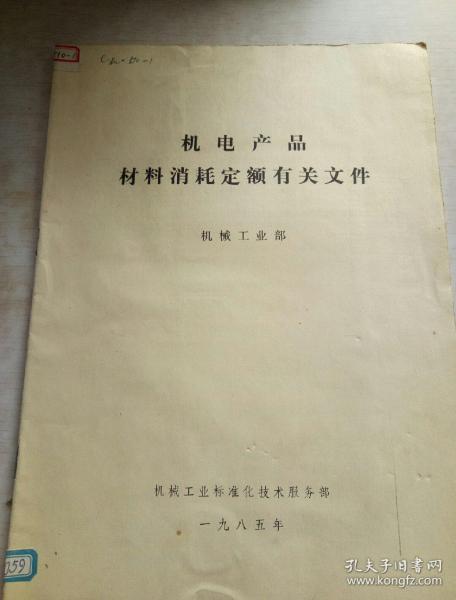 机电产品
材料消耗定额有关文件
机械工业部
机械工业标准化技术服务部
一九八五年
孔夫子旧书网
www.kongfz.com